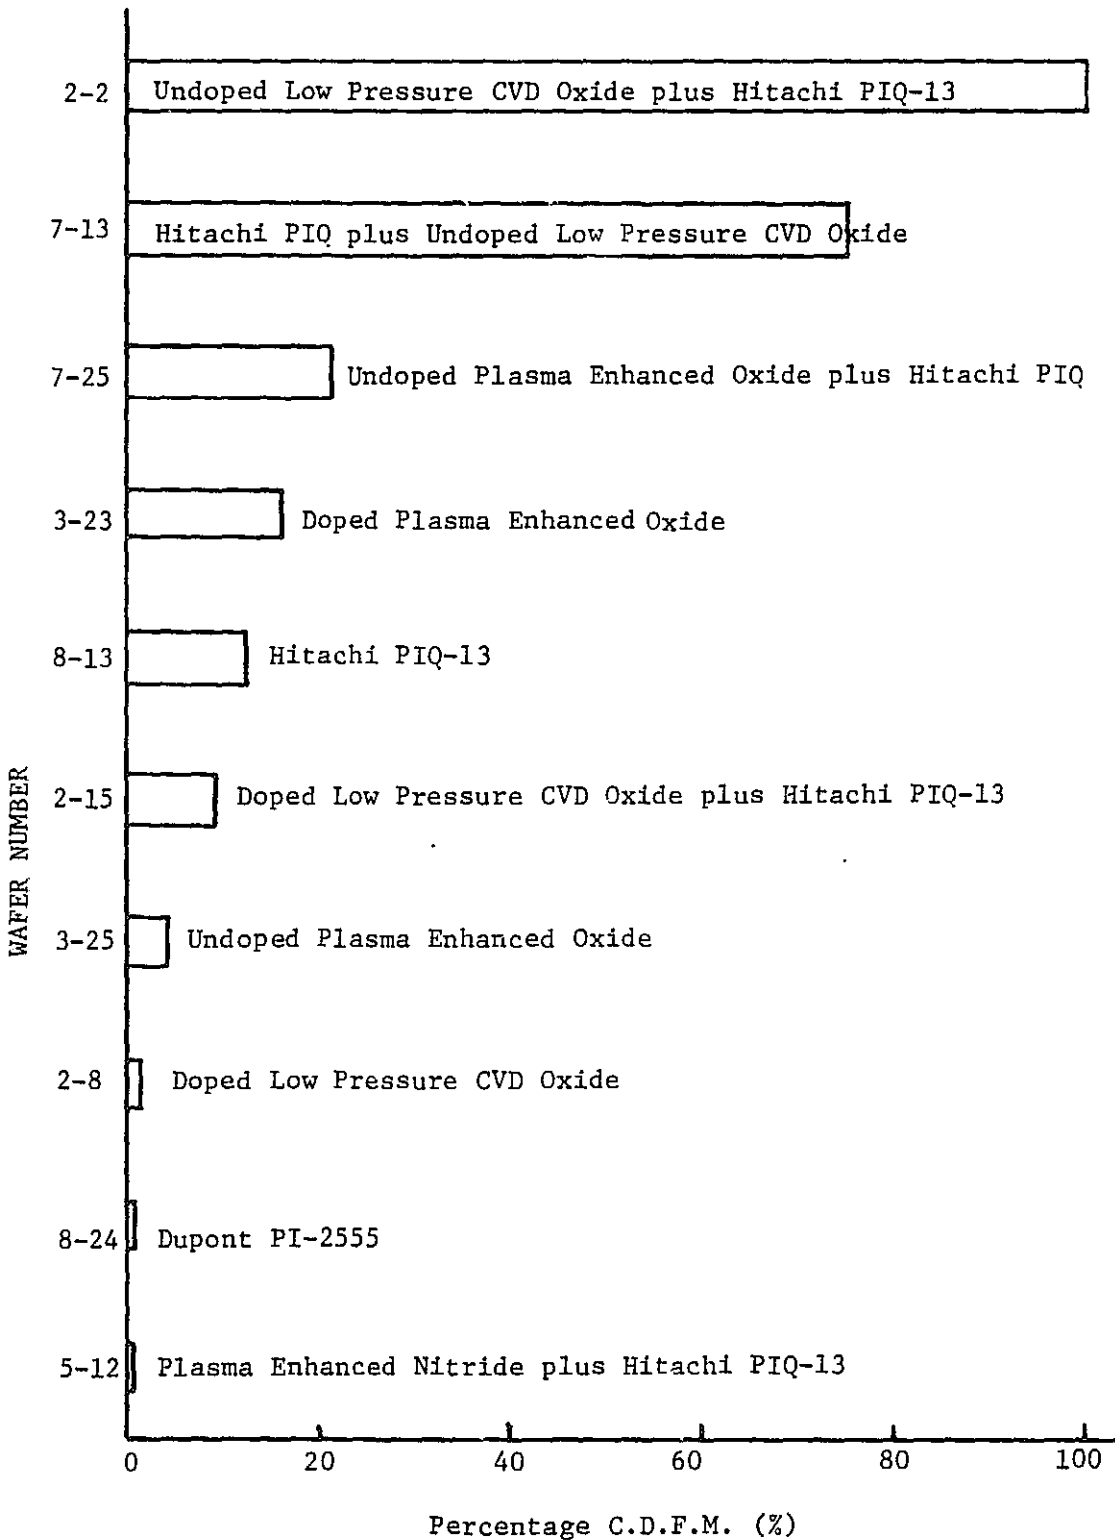 2-2 Undoped Low Pressure CVD Oxide plus Hitachi PIQ-13
7-13 Hitachi PIQ plus Undoped Low Pressure CVD Oxide
7-25 Undoped Plasma Enhanced Oxide plus Hitachi PIQ
3-23 Doped Plasma Enhanced Oxide
8-13 Hitachi PIQ-13
2-15 Doped Low Pressure CVD Oxide plus Hitachi PIQ-13
3-25 Undoped Plasma Enhanced Oxide
2-8 Doped Low Pressure CVD Oxide
8-24 Dupont PI-2555
5-12 Plasma Enhanced Nitride plus Hitachi PIQ-13
WAFER NUMBER
0 20 40 60 80 100
Percentage C.D.F.M. (%)